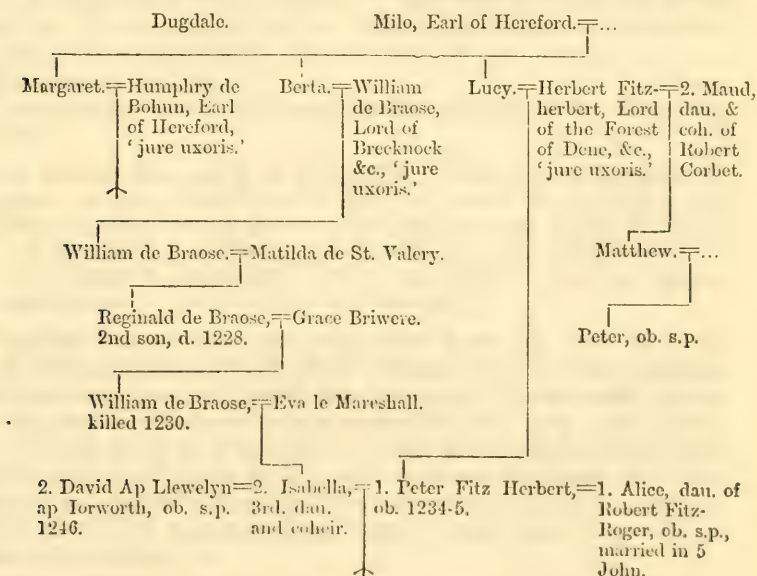 Dugdale. Milo, Earl of Hereford.=...
Margaret.=Humphry de Bohun, Earl of Hereford, 'jure uxoris.'
Berta.=William de Braose, Lord of Brecknock &c., 'jure uxoris.'
Lucy.=Herbert Fitz-herbert, Lord of the Forest of Dene, &c., 'jure uxoris.'=2. Maud, dau. & coh. of Robert Corbet.
William de Braose.=Matilda de St. Valery.
Matthew.=...
Reginald de Braose,=Grace Briwere.
2nd son, d. 1228.
Peter, ob. s.p.
William de Braose,=Eva le Mareshall.
killed 1230.
2. David Ap Llewelyn=2. Isabella,=1. Peter Fitz Herbert,=1. Alice, dau. of
ap Iorworth, ob. s.p. 3rd. dau. ob. 1234-5. Robert Fitz-
1246. and coheir. Roger, ob. s.p.,
married in 5
John.